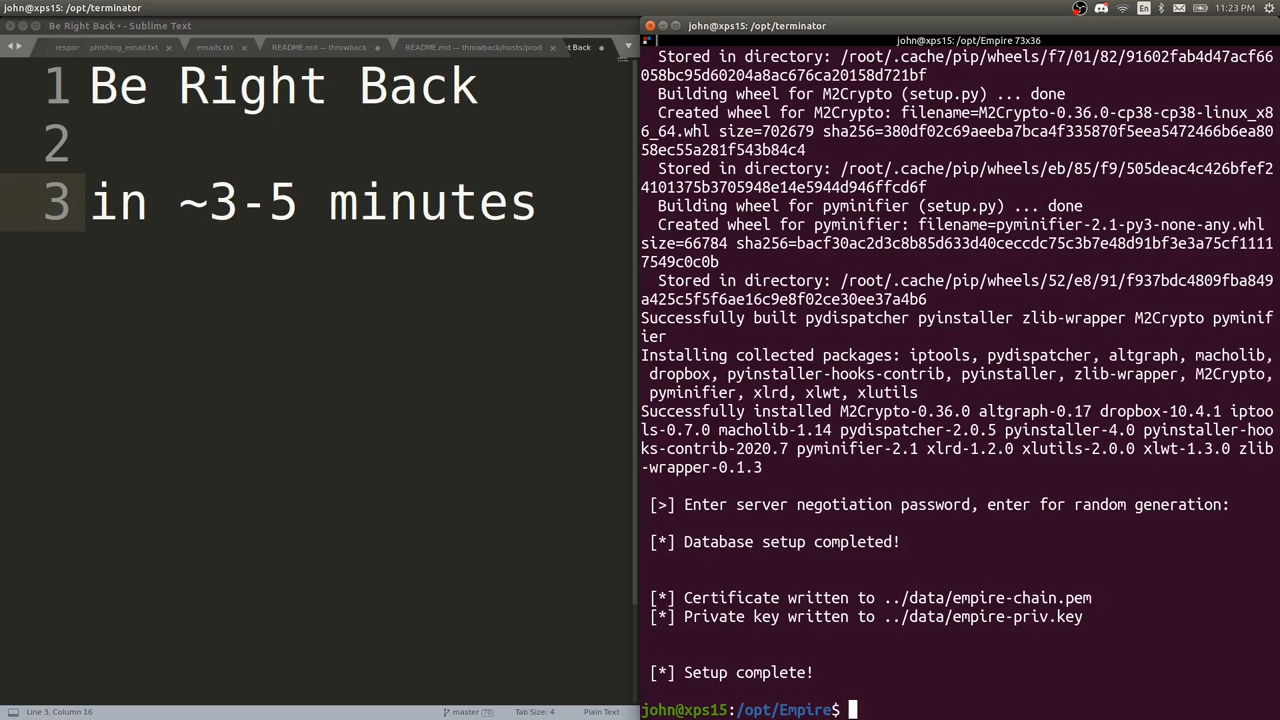 john@xps15: /opt/terminator
11:23 PM
Be Right Back • - Sublime Text
john@xps15: /opt/terminator
respor
phishing_email.txt
emails.txt
README.md — throwback
README.md — throwback/hosts/prod
t Back
john@xps15: /opt/Empire 73x36
1 Be Right Back
2
3 in ~3-5 minutes
Stored in directory: /root/.cache/pip/wheels/f7/01/82/91602fab4d47acf66
058bc95d60204a8ac676ca20158d721bf
Building wheel for M2Crypto (setup.py) ... done
Created wheel for M2Crypto: filename=M2Crypto-0.36.0-cp38-cp38-linux_x8
6_64.whl size=702679 sha256=380df02c69aeeba7bca4f335870f5eea5472466b6ea80
58ec55a281f543b84c4
Stored in directory: /root/.cache/pip/wheels/eb/85/f9/505deac4c426bfef2
4101375b3705948e14e5944d946ffcd6f
Building wheel for pyminifier (setup.py) ... done
Created wheel for pyminifier: filename=pyminifier-2.1-py3-none-any.whl
size=66784 sha256=bacf30ac2d3c8b85d633d40ceccdc75c3b7e48d91bf3e3a75cf1111
7549c0c0b
Stored in directory: /root/.cache/pip/wheels/52/e8/91/f937bdc4809fba849
a425c5f5f6ae16c9e8f02ce30ee37a4b6
Successfully built pydispatcher pyinstaller zlib-wrapper M2Crypto pyminif
ier
Installing collected packages: iptools, pydispatcher, altgraph, macholib,
dropbox, pyinstaller-hooks-contrib, pyinstaller, zlib-wrapper, M2Crypto,
pyminifier, xlrd, xlwt, xlutils
Successfully installed M2Crypto-0.36.0 altgraph-0.17 dropbox-10.4.1 iptoo
ls-0.7.0 macholib-1.14 pydispatcher-2.0.5 pyinstaller-4.0 pyinstaller-hoo
ks-contrib-2020.7 pyminifier-2.1 xlrd-1.2.0 xlutils-2.0.0 xlwt-1.3.0 zlib
-wrapper-0.1.3
[>] Enter server negotiation password, enter for random generation:
[*] Database setup completed!
[*] Certificate written to ../data/empire-chain.pem
[*] Private key written to ../data/empire-priv.key
[*] Setup complete!
john@xps15:/opt/Empire$
Line 3, Column 16
master 70
Tab Size: 4
Plain Text